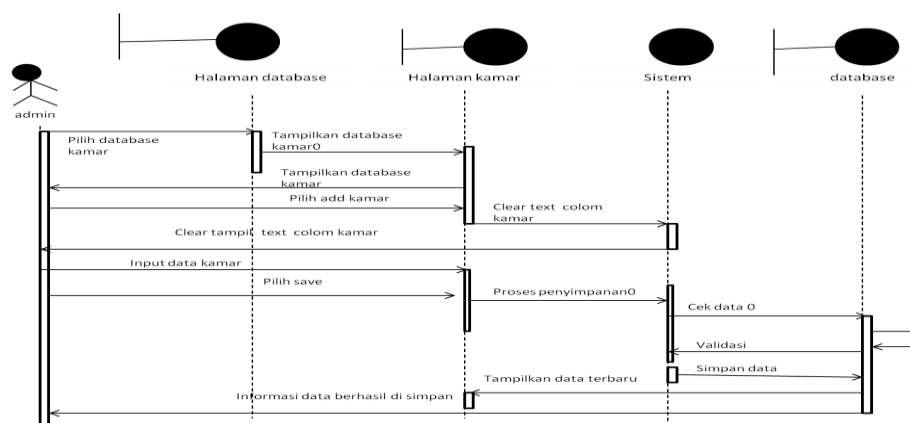 Halaman database
Halaman kamar
Sistem
database
admin
Pilih database
kamar
Tampilkan database
kamar0
Tampilkan database
kamar
Pilih add kamar
Clear text colom
kamar
Clear tampil text colom kamar
Input data kamar
Pilih save
Proses penyimpanan0
Cek data 0
Validasi
Simpan data
Tampilkan data terbaru
Informasi data berhasil di simpan